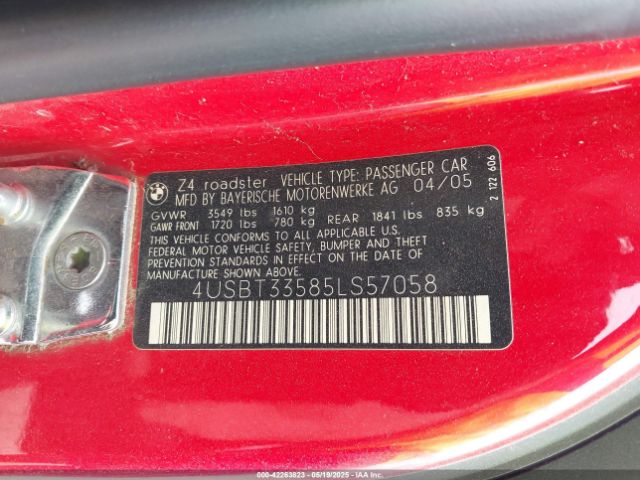 Z4 roadster VEHICLE TYPE: PASSENGER CAR
MFD BY BAYERISCHE MOTORENWERKE AG 04/05
GVWR 3549 lbs 1610 kg
GAWR FRONT 1720 lbs 780 kg REAR 1841 lbs 835 kg
THIS VEHICLE CONFORMS TO ALL APPLICABLE U.S.
FEDERAL MOTOR VEHICLE SAFETY, BUMPER AND THEFT
PREVENTION STANDARDS IN EFFECT ON THE DATE OF
MANUFACTURE SHOWN ABOVE.
4USBT33585LS57058
2 122 606
000-42263823 - 05/19/2025 - IAA Inc.